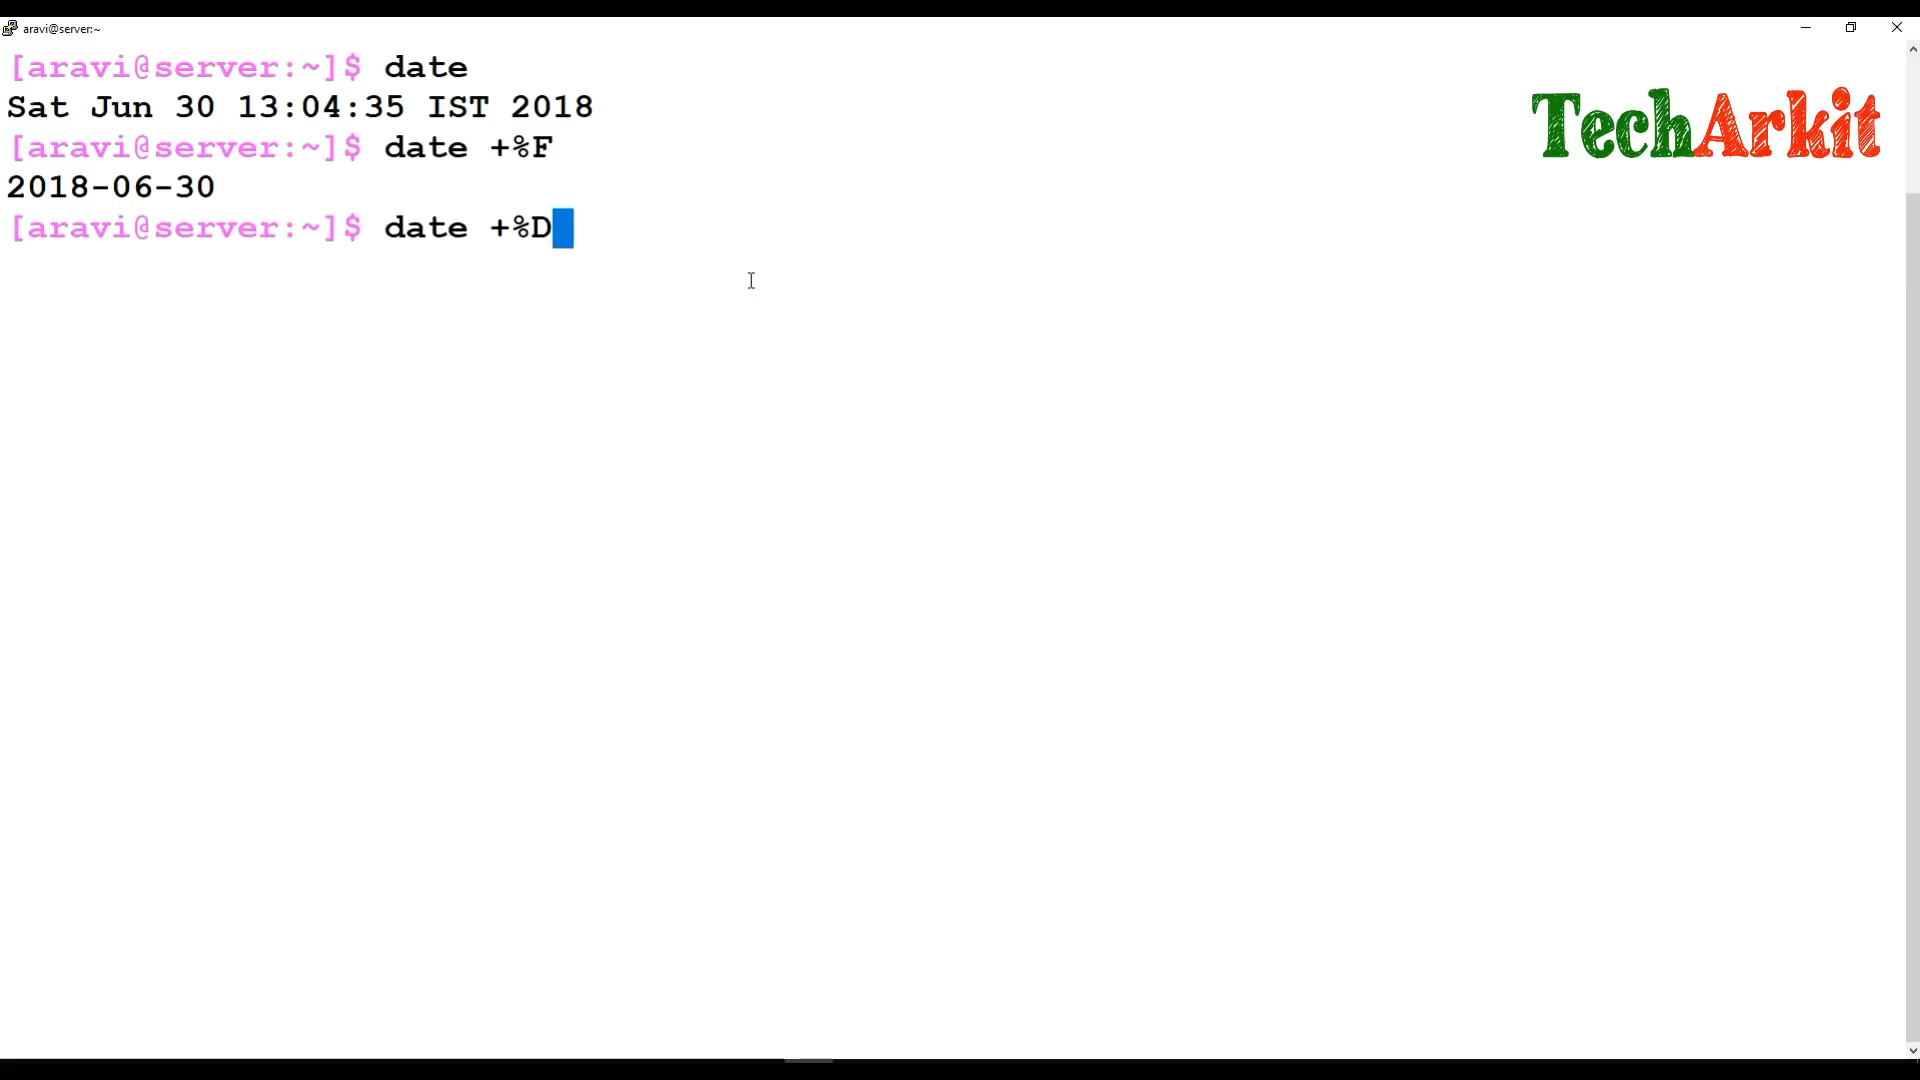 aravi@server:~
[aravi@server:~]$ date
Sat Jun 30 13:04:35 IST 2018
[aravi@server:~]$ date +%F
2018-06-30
[aravi@server:~]$ date +%D
TechArkit